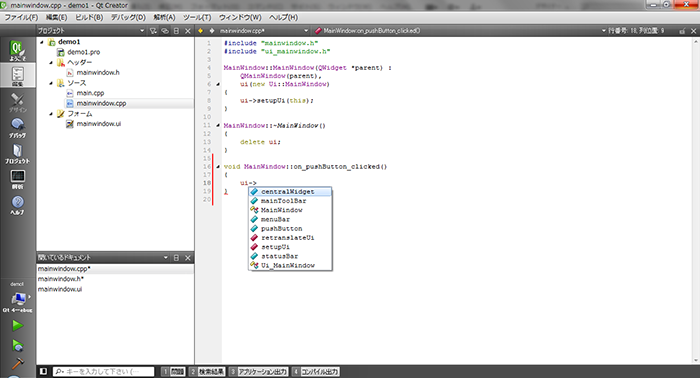 mainwindow.cpp* - demo1 - Qt Creator
ファイル(F) 編集(E) ビルド(B) デバッグ(D) 解析(A) ツール(T) ウィンドウ(W) ヘルプ(H)
プロジェクト
mainwindow.cpp*
MainWindow::on_pushButton_clicked()
行番号: 18, 列位置: 9
ようこそ
編集
デザイン
デバッグ
プロジェクト
解析
ヘルプ
demo1
demo1.pro
ヘッダー
mainwindow.h
ソース
main.cpp
mainwindow.cpp
フォーム
mainwindow.ui
1 #include "mainwindow.h"
2 #include "ui_mainwindow.h"
3
4 MainWindow::MainWindow(QWidget *parent) :
5 QMainWindow(parent),
6 ui(new Ui::MainWindow)
7 {
8 ui->setupUi(this);
9 }
10
11 MainWindow::~MainWindow()
12 {
13 delete ui;
14 }
15
16 void MainWindow::on_pushButton_clicked()
17 {
18 ui->
19 }
20
centralWidget
mainToolBar
MainWindow
menuBar
pushButton
retranslateUi
setupUi
statusBar
Ui_MainWindow
開いているドキュメント
mainwindow.cpp*
mainwindow.h*
mainwindow.ui
demo1
キーを入力して下さい (…
1 問題 2 検索結果 3 アプリケーション出力 4 コンパイル出力